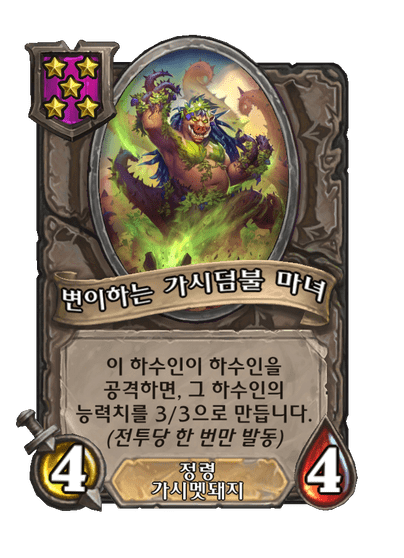 변이하는 가시덤불 마녀
이 하수인이 하수인을
공격하면, 그 하수인의
능력치를 3/3으로 만듭니다.
(전투당 한 번만 발동)
정령
가시멧돼지
4
4